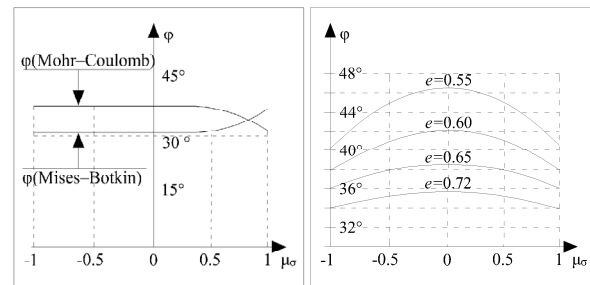 φ
φ(Mohr–Coulomb)
45°
30 °
φ(Mises–Botkin)
15°
-1 -0.5 0 0.5 1 μσ
φ
48°
e=0.55
44°
e=0.60
40°
e=0.65
36°
e=0.72
32°
-1 -0.5 0 0.5 1 μσ